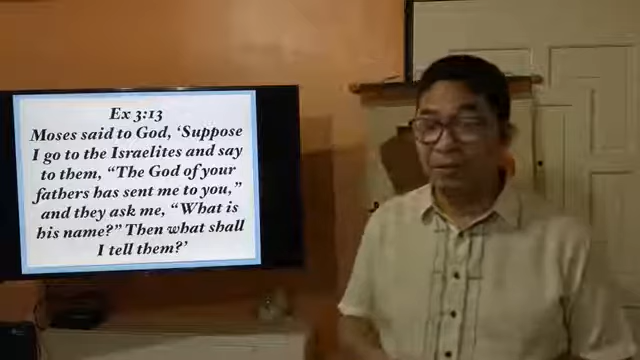 Ex 3:13
Moses said to God, ‘Suppose
I go to the Israelites and say
to them, “The God of your
fathers has sent me to you,”
and they ask me, “What is
his name?” Then what shall
I tell them?’